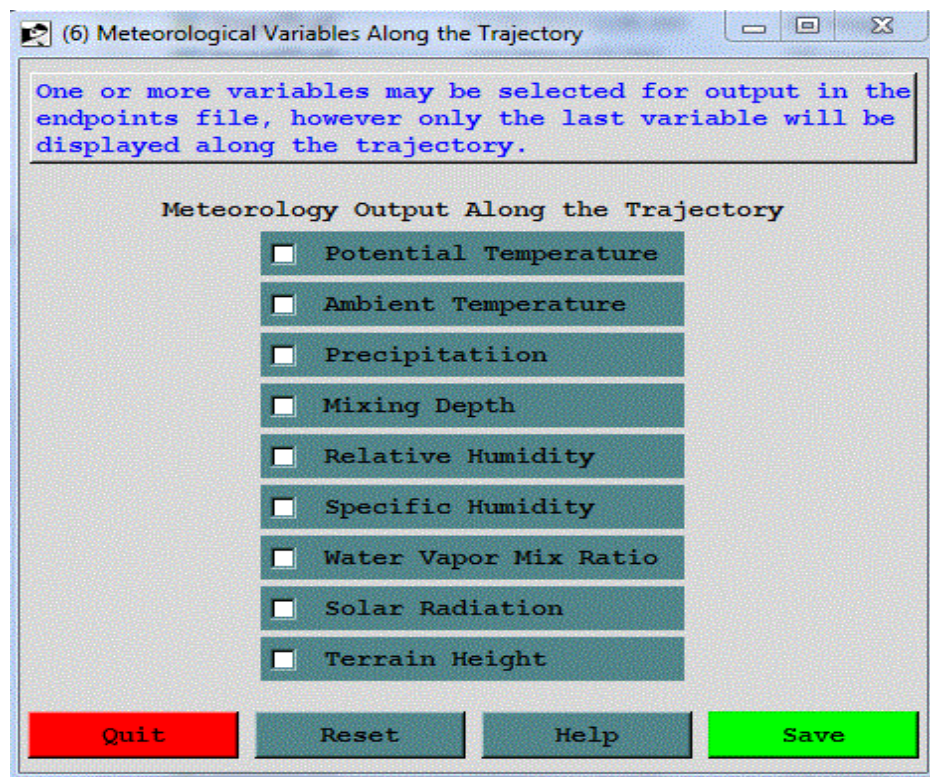 (6) Meteorological Variables Along the Trajectory
One or more variables may be selected for output in the
endpoints file, however only the last variable will be
displayed along the trajectory.
Meteorology Output Along the Trajectory
Potential Temperature
Ambient Temperature
Precipitatiion
Mixing Depth
Relative Humidity
Specific Humidity
Water Vapor Mix Ratio
Solar Radiation
Terrain Height
Quit Reset Help Save